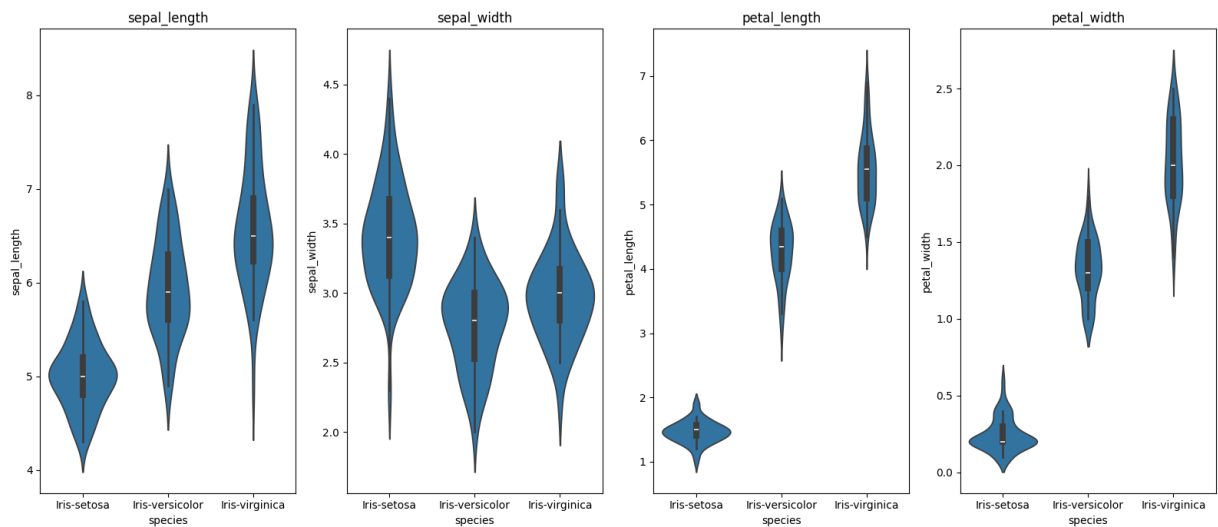 sepal_length
sepal_length
8
7
6
5
4
Iris-setosa Iris-versicolor Iris-virginica
species
sepal_width
sepal_width
4.5
4.0
3.5
3.0
2.5
2.0
Iris-setosa Iris-versicolor Iris-virginica
species
petal_length
petal_length
7
6
5
4
3
2
1
Iris-setosa Iris-versicolor Iris-virginica
species
petal_width
petal_width
2.5
2.0
1.5
1.0
0.5
0.0
Iris-setosa Iris-versicolor Iris-virginica
species